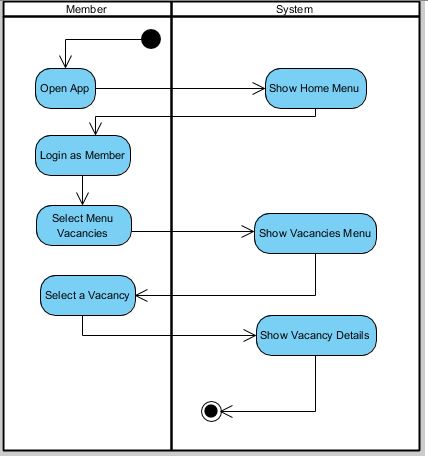 Member
System
Open App
Show Home Menu
Login as Member
Select Menu
Vacancies
Show Vacancies Menu
Select a Vacancy
Show Vacancy Details